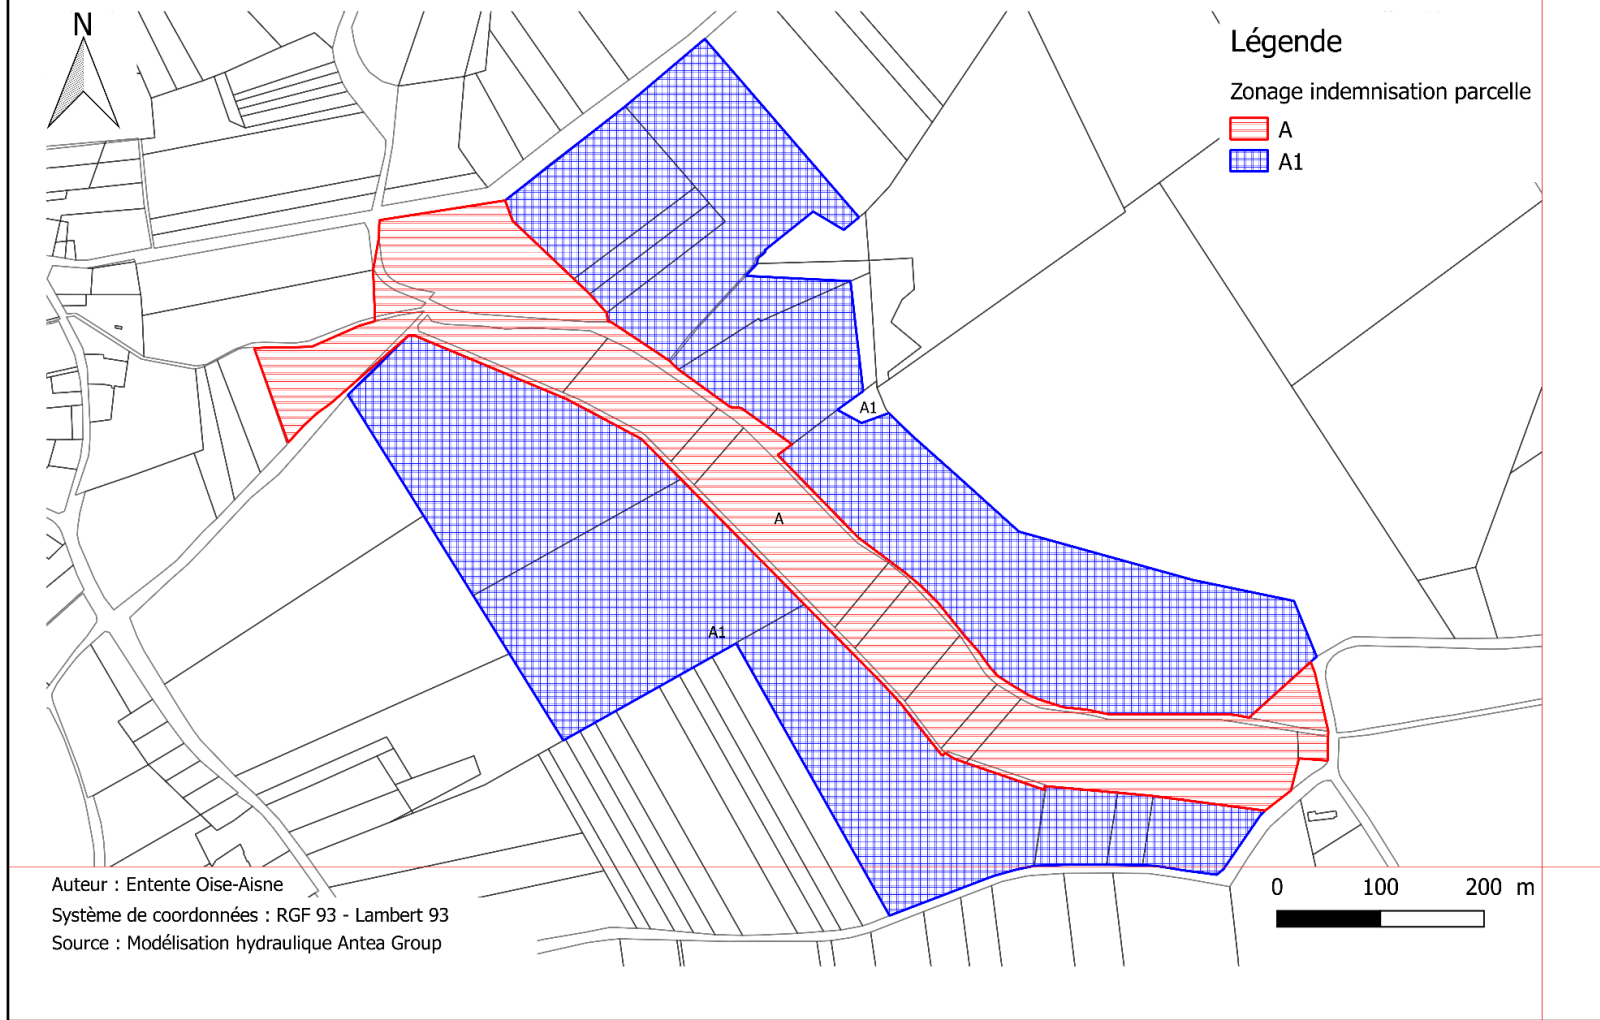 N
Légende
Zonage indemnisation parcelle
A
A1
A1
A
A1
Auteur : Entente Oise-Aisne
Système de coordonnées : RGF 93 - Lambert 93
Source : Modélisation hydraulique Antea Group
0 100 200 m